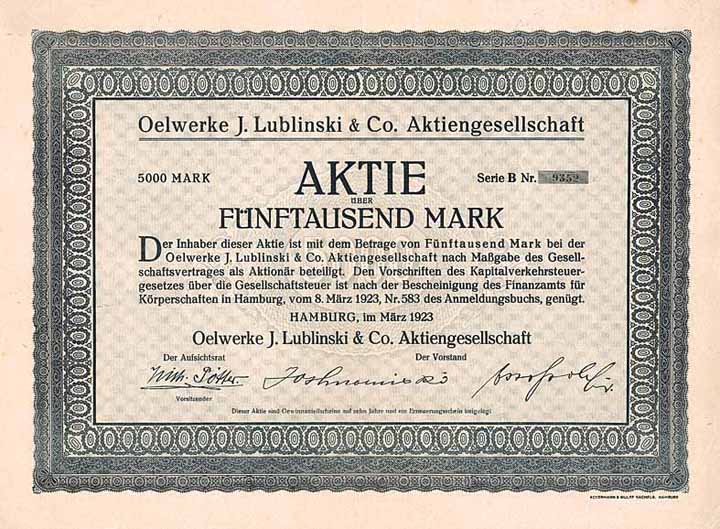 Oelwerke J. Lublinski & Co. Aktiengesellschaft
5000 MARK
AKTIE
Serie B Nr. 9352
ÜBER
FÜNFTAUSEND MARK
Der Inhaber dieser Aktie ist mit dem Betrage von Fünftausend Mark bei der
Oelwerke J. Lublinski & Co. Aktiengesellschaft nach Maßgabe des Gesell-
schaftsvertrages als Aktionär beteiligt. Den Vorschriften des Kapitalverkehrsteuer-
gesetzes über die Gesellschaftsteuer ist nach der Bescheinigung des Finanzamts für
Körperschaften in Hamburg, vom 8. März 1923, Nr. 583 des Anmeldungsbuchs, genügt.
HAMBURG, im März 1923
Oelwerke J. Lublinski & Co. Aktiengesellschaft
Der Aufsichtsrat
Der Vorstand
Vorsitzender
Dieser Aktie sind Gewinnanteilscheine auf zehn Jahre und ein Erneuerungsschein beigefügt
ACKERMANN & WULFF NACHFLG. HAMBURG